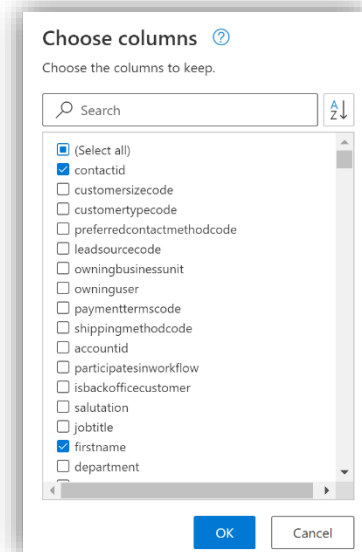 Choose columns ?
Choose the columns to keep.
Search
A
Z
(Select all)
contactid
customersizecode
customertypecode
preferredcontactmethodcode
leadsourcecode
owningbusinessunit
owninguser
paymenttermscode
shippingmethodcode
accountid
participatesinworkflow
isbackofficecustomer
salutation
jobtitle
firstname
department
OK Cancel